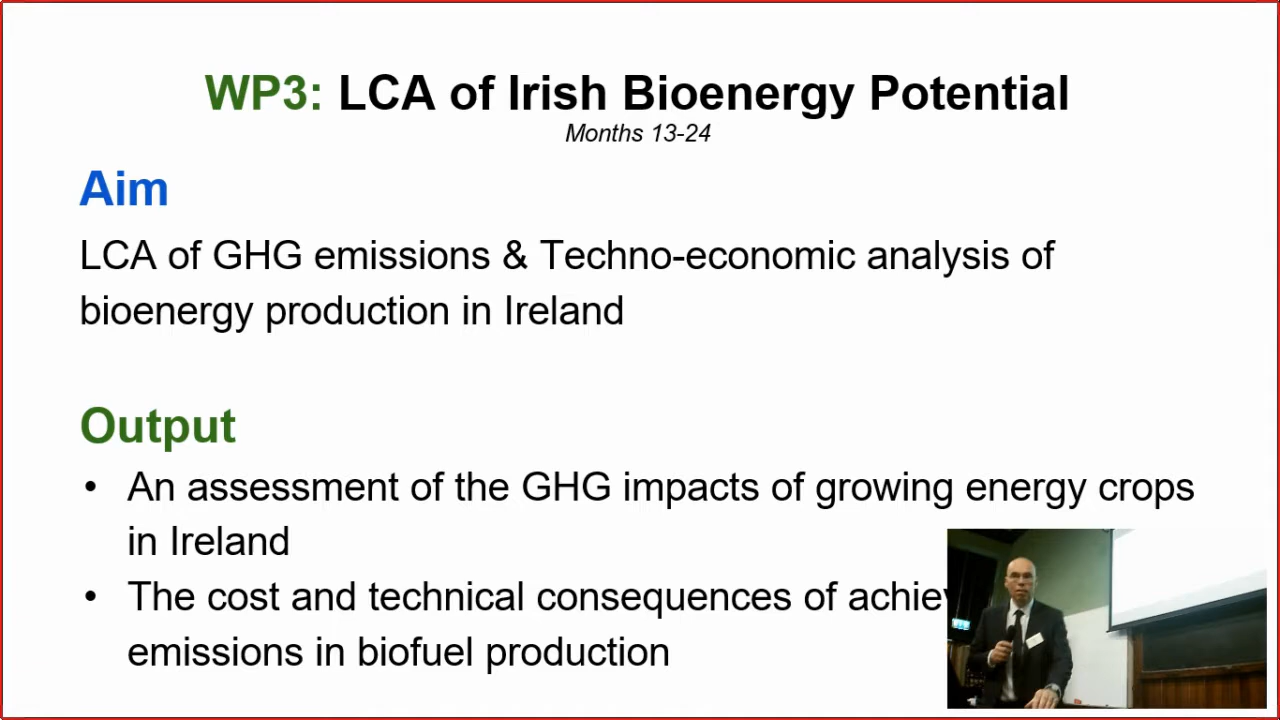 WP3: LCA of Irish Bioenergy Potential
Months 13-24
Aim
LCA of GHG emissions & Techno-economic analysis of
bioenergy production in Ireland
Output
• An assessment of the GHG impacts of growing energy crops
in Ireland
• The cost and technical consequences of
emissions in biofuel production